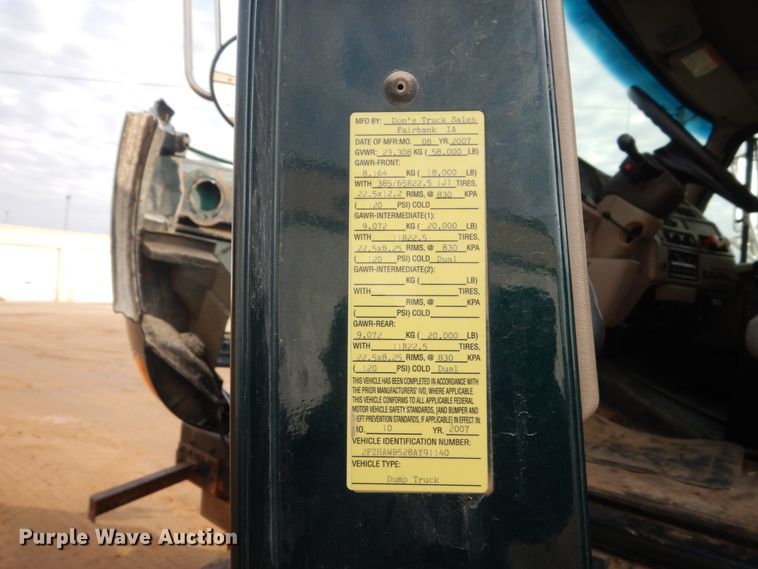 MFD BY: Don's Truck Sales
Fairbank IA
DATE OF MFR: MO. 08 YR. 2007
GVWR: 23,308 KG ( 58,000 LB)
GAWR-FRONT:
8,164 KG ( 18,000 LB)
WITH 385/65R22.5 (J) TIRES,
22.5x12.2 RIMS, @ 830 KPA
( 120 PSI) COLD
GAWR-INTERMEDIATE(1):
9,072 KG ( 20,000 LB)
WITH 11R22.5 TIRES,
22.5x8.25 RIMS, @ 830 KPA
( 120 PSI) COLD Dual
GAWR-INTERMEDIATE(2):
KG ( LB)
WITH TIRES,
RIMS, @ KPA
( PSI) COLD
GAWR-REAR:
9,072 KG ( 20,000 LB)
WITH 11R22.5 TIRES,
22.5x8.25 RIMS, @ 830 KPA
( 120 PSI) COLD Dual
THIS VEHICLE HAS BEEN COMPLETED IN ACCORDANCE WITH
THE PRIOR MANUFACTURERS' IVD, WHERE APPLICABLE. THIS
VEHICLE CONFORMS TO ALL APPLICABLE FEDERAL
MOTOR VEHICLE SAFETY STANDARDS, [AND BUMPER AND
THEFT PREVENTION STANDARDS, IF APPLICABLE] IN EFFECT IN:
MO. 10 YR. 2007
VEHICLE IDENTIFICATION NUMBER:
2FZHAWB528AY91140
VEHICLE TYPE:
Dump Truck
Purple Wave Auction